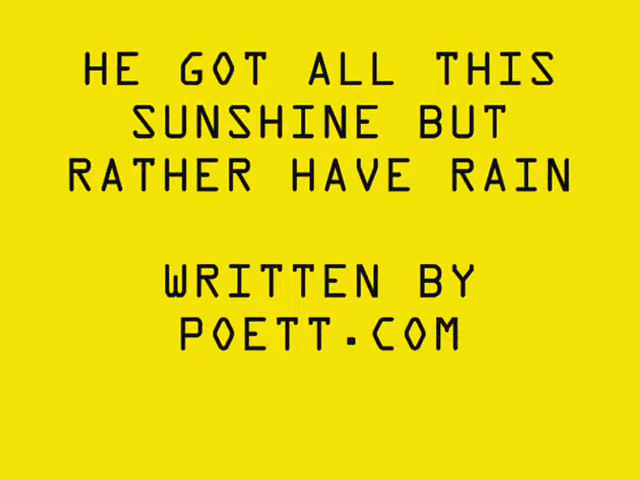 HE GOT ALL THIS
SUNSHINE BUT
RATHER HAVE RAIN
WRITTEN BY
POETT.COM